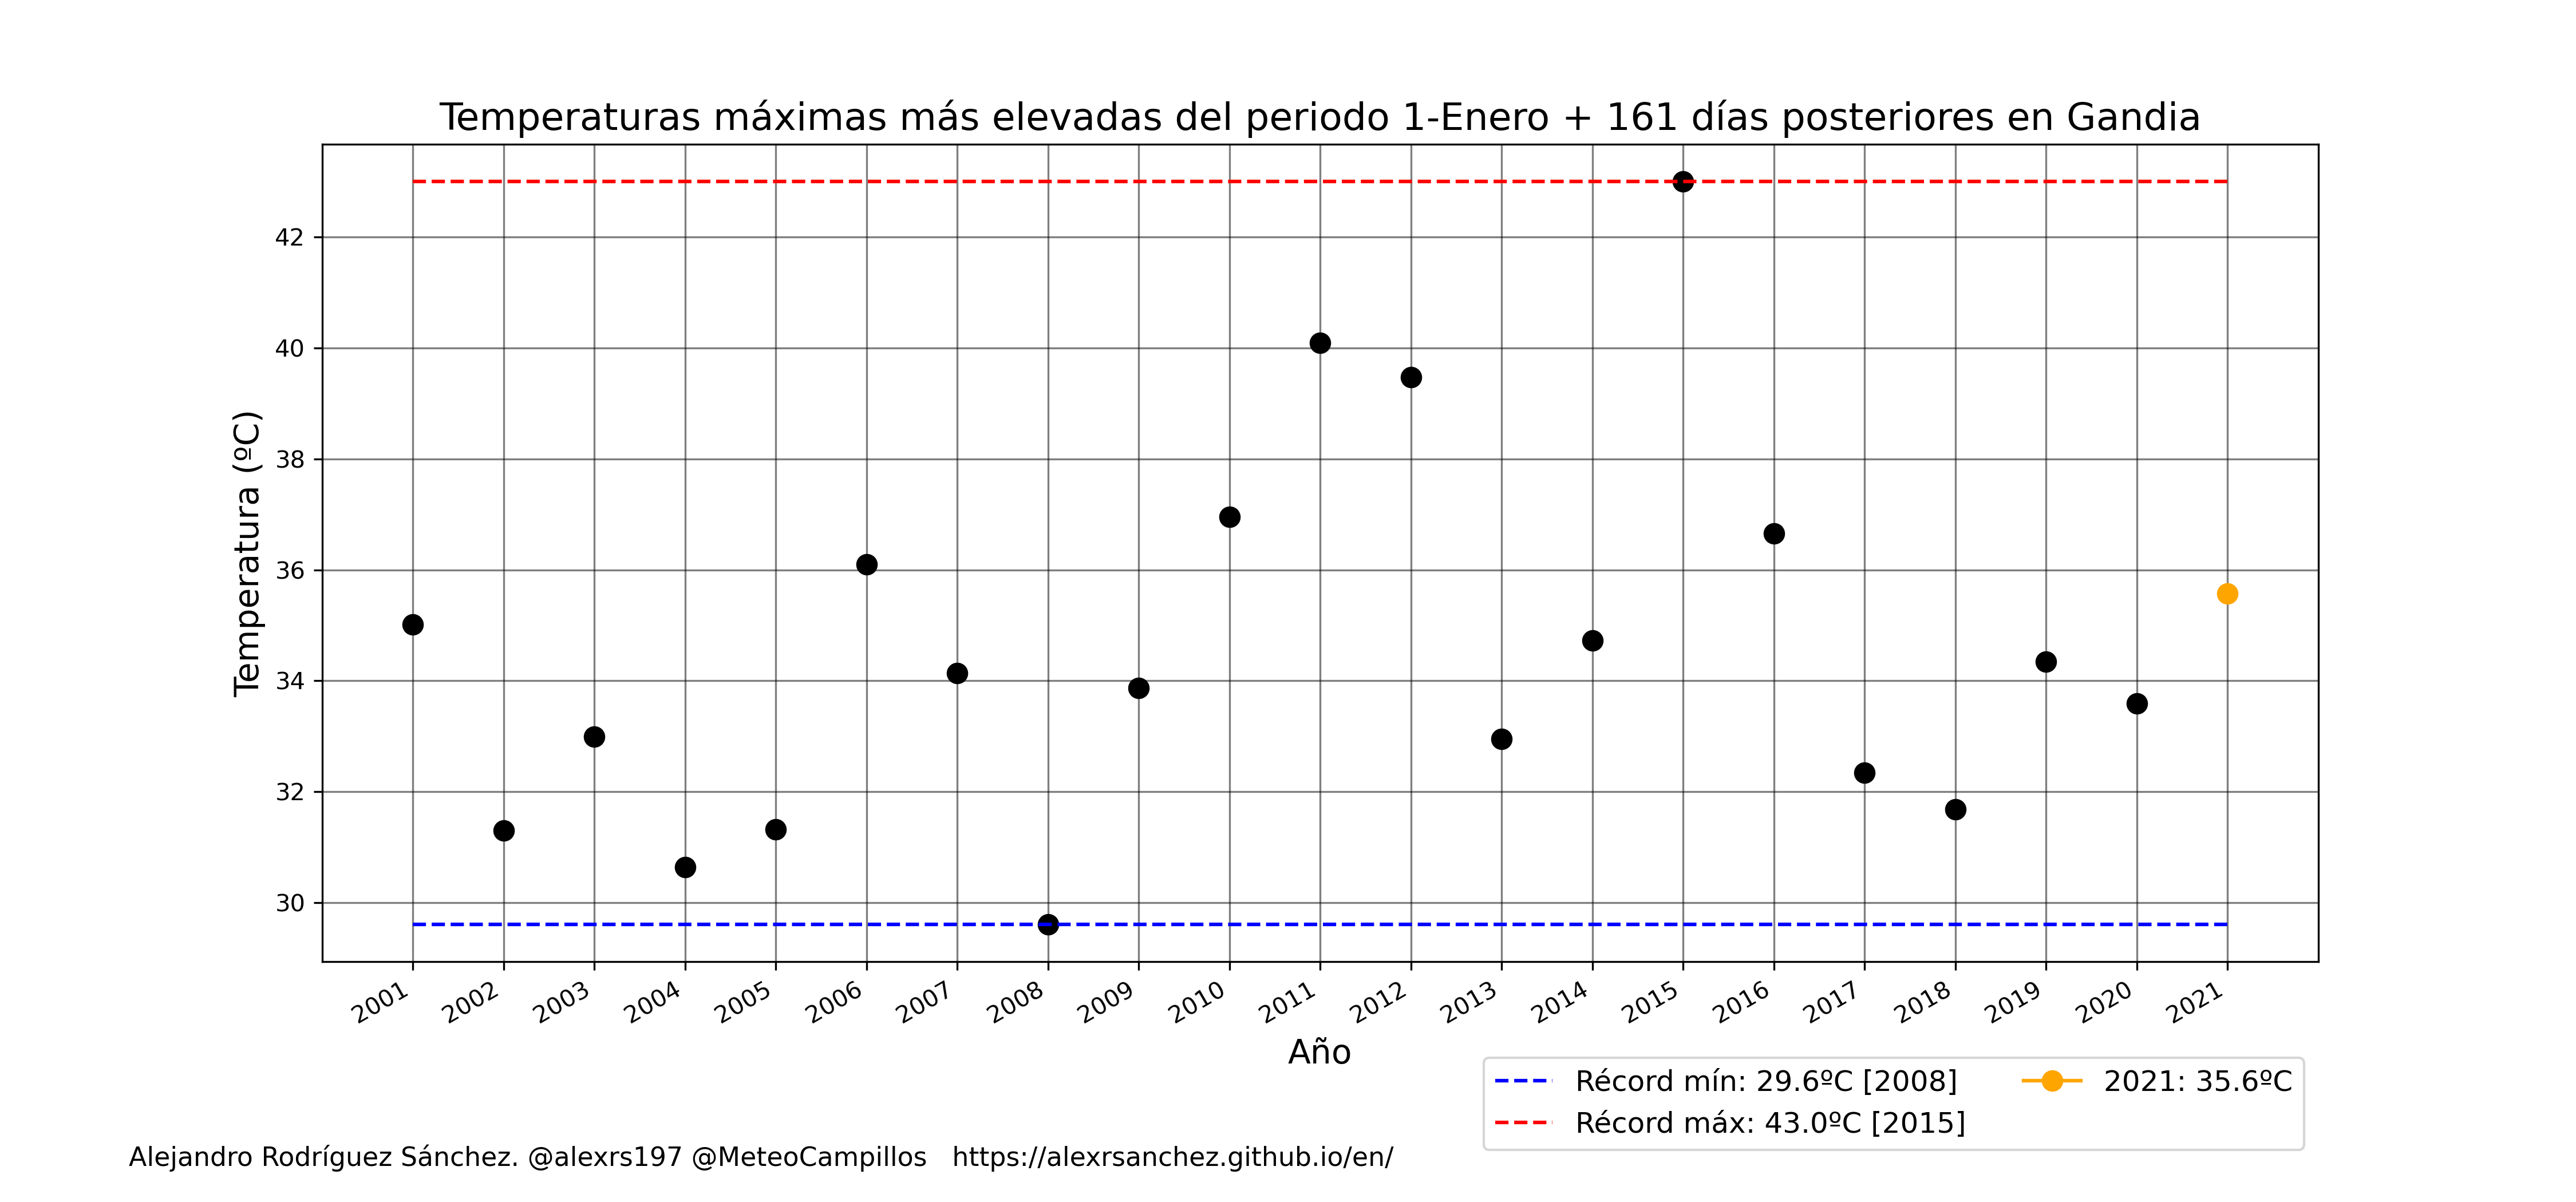 Temperaturas máximas más elevadas del periodo 1-Enero + 161 días posteriores en Gandia
Temperatura (ºC)
42
40
38
36
34
32
30
2001 2002 2003 2004 2005 2006 2007 2008 2009 2010 2011 2012 2013 2014 2015 2016 2017 2018 2019 2020 2021
Año
Récord mín: 29.6ºC [2008]
Récord máx: 43.0ºC [2015]
2021: 35.6ºC
Alejandro Rodríguez Sánchez. @alexrs197 @MeteoCampillos https://alexrsanchez.github.io/en/